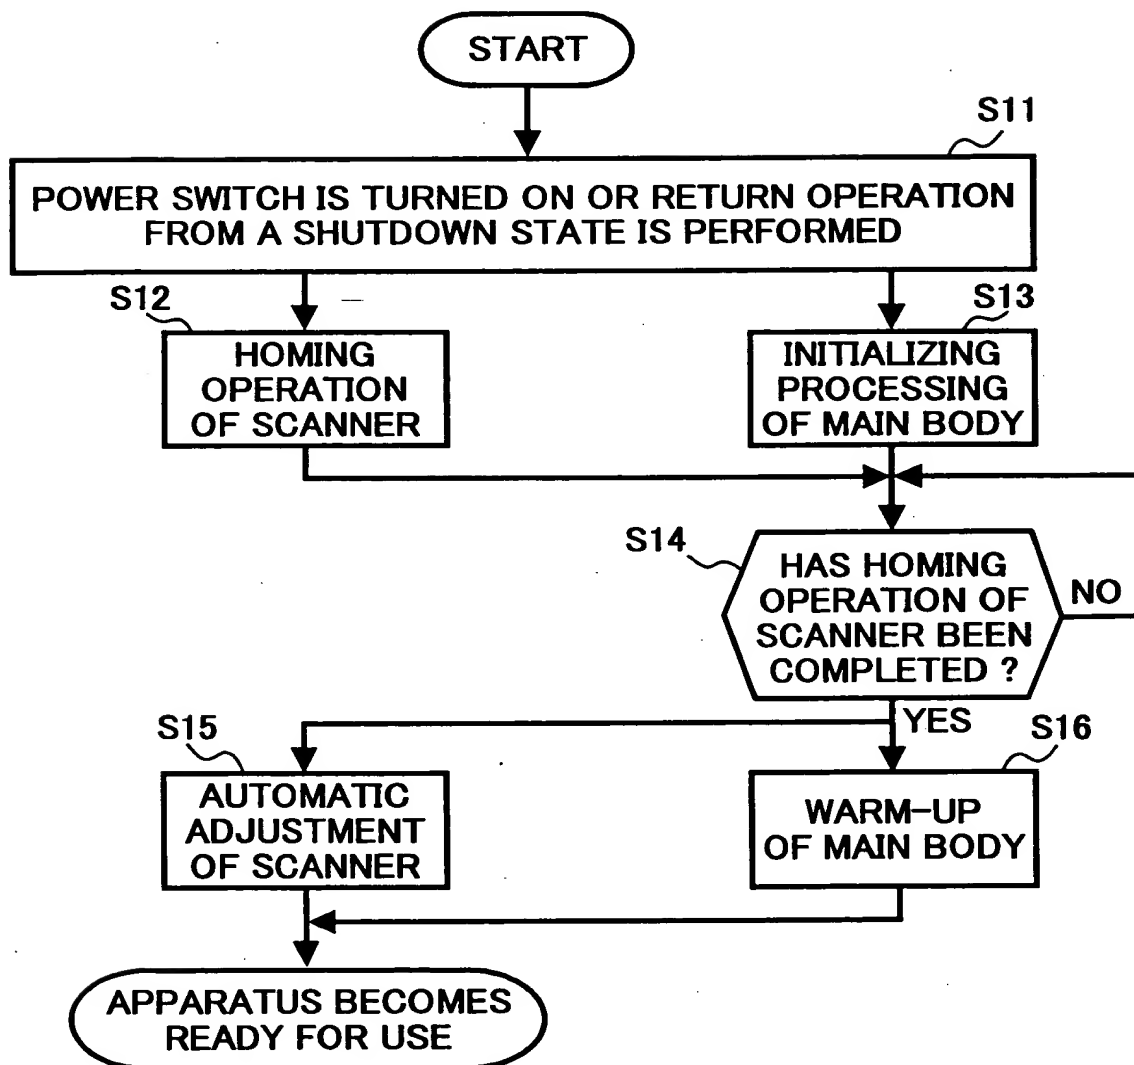 START
S11
POWER SWITCH IS TURNED ON OR RETURN OPERATION
FROM A SHUTDOWN STATE IS PERFORMED
S12
HOMING
OPERATION
OF SCANNER
S13
INITIALIZING
PROCESSING
OF MAIN BODY
S14
HAS HOMING
OPERATION OF
SCANNER BEEN
COMPLETED ?
NO
YES
S15
AUTOMATIC
ADJUSTMENT
OF SCANNER
S16
WARM-UP
OF MAIN BODY
APPARATUS BECOMES
READY FOR USE